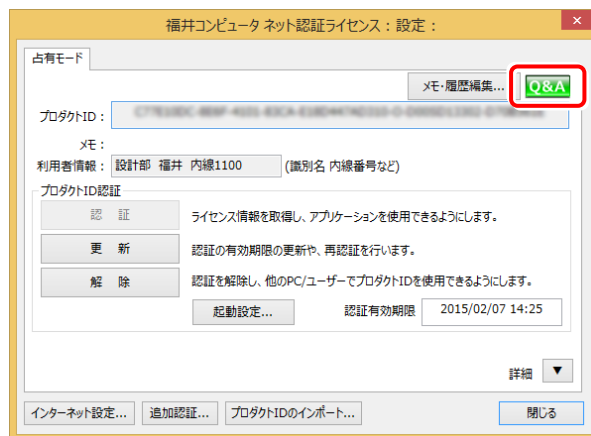 福井コンピュータ ネット認証ライセンス：設定：
占有モード
メモ・履歴編集... Q&A
プロダクトID：
メモ：
利用者情報： 設計部 福井 内線1100 (識別名 内線番号など)
プロダクトID認証
認 証 ライセンス情報を取得し、アプリケーションを使用できるようにします。
更 新 認証の有効期限の更新や、再認証を行います。
解 除 認証を解除し、他のPC/ユーザーでプロダクトIDを使用できるようにします。
起動設定... 認証有効期限 2015/02/07 14:25
詳細 ▼
インターネット設定... 追加認証... プロダクトIDのインポート... 閉じる